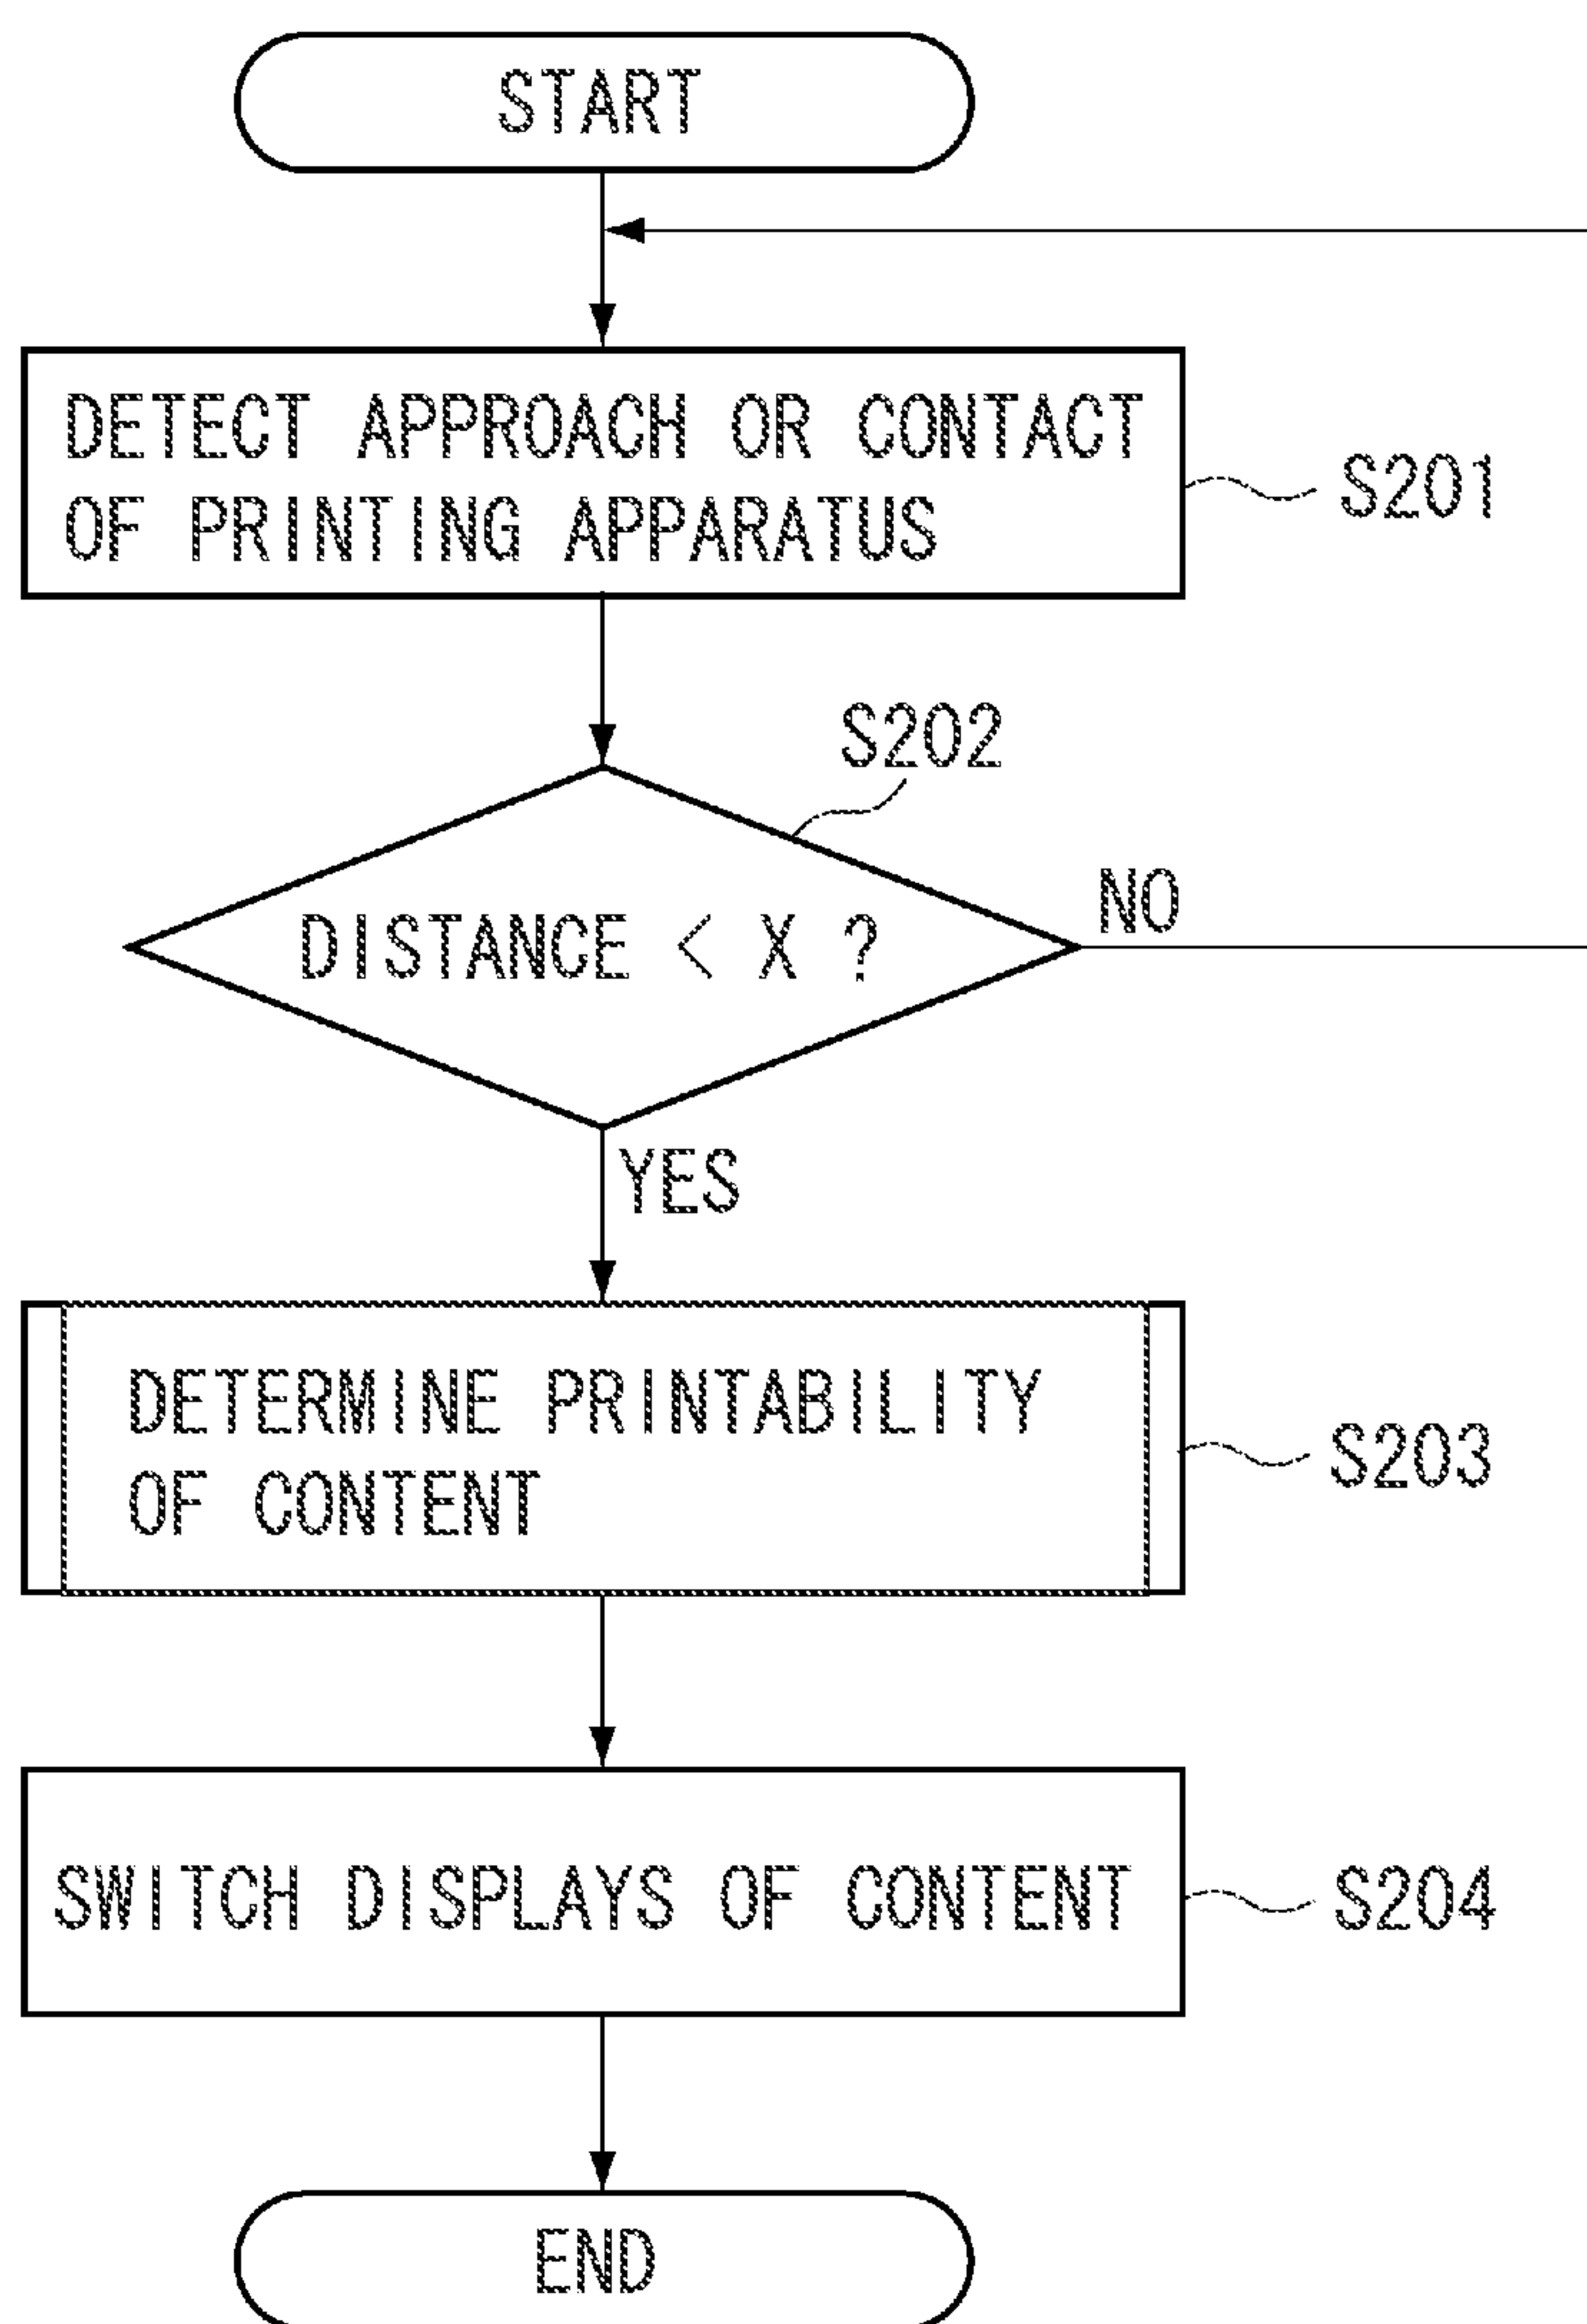 START
DETECT APPROACH OR CONTACT
OF PRINTING APPARATUS
S201
S202
DISTANCE < X ?
NO
YES
DETERMINE PRINTABILITY
OF CONTENT
S203
SWITCH DISPLAYS OF CONTENT
S204
END